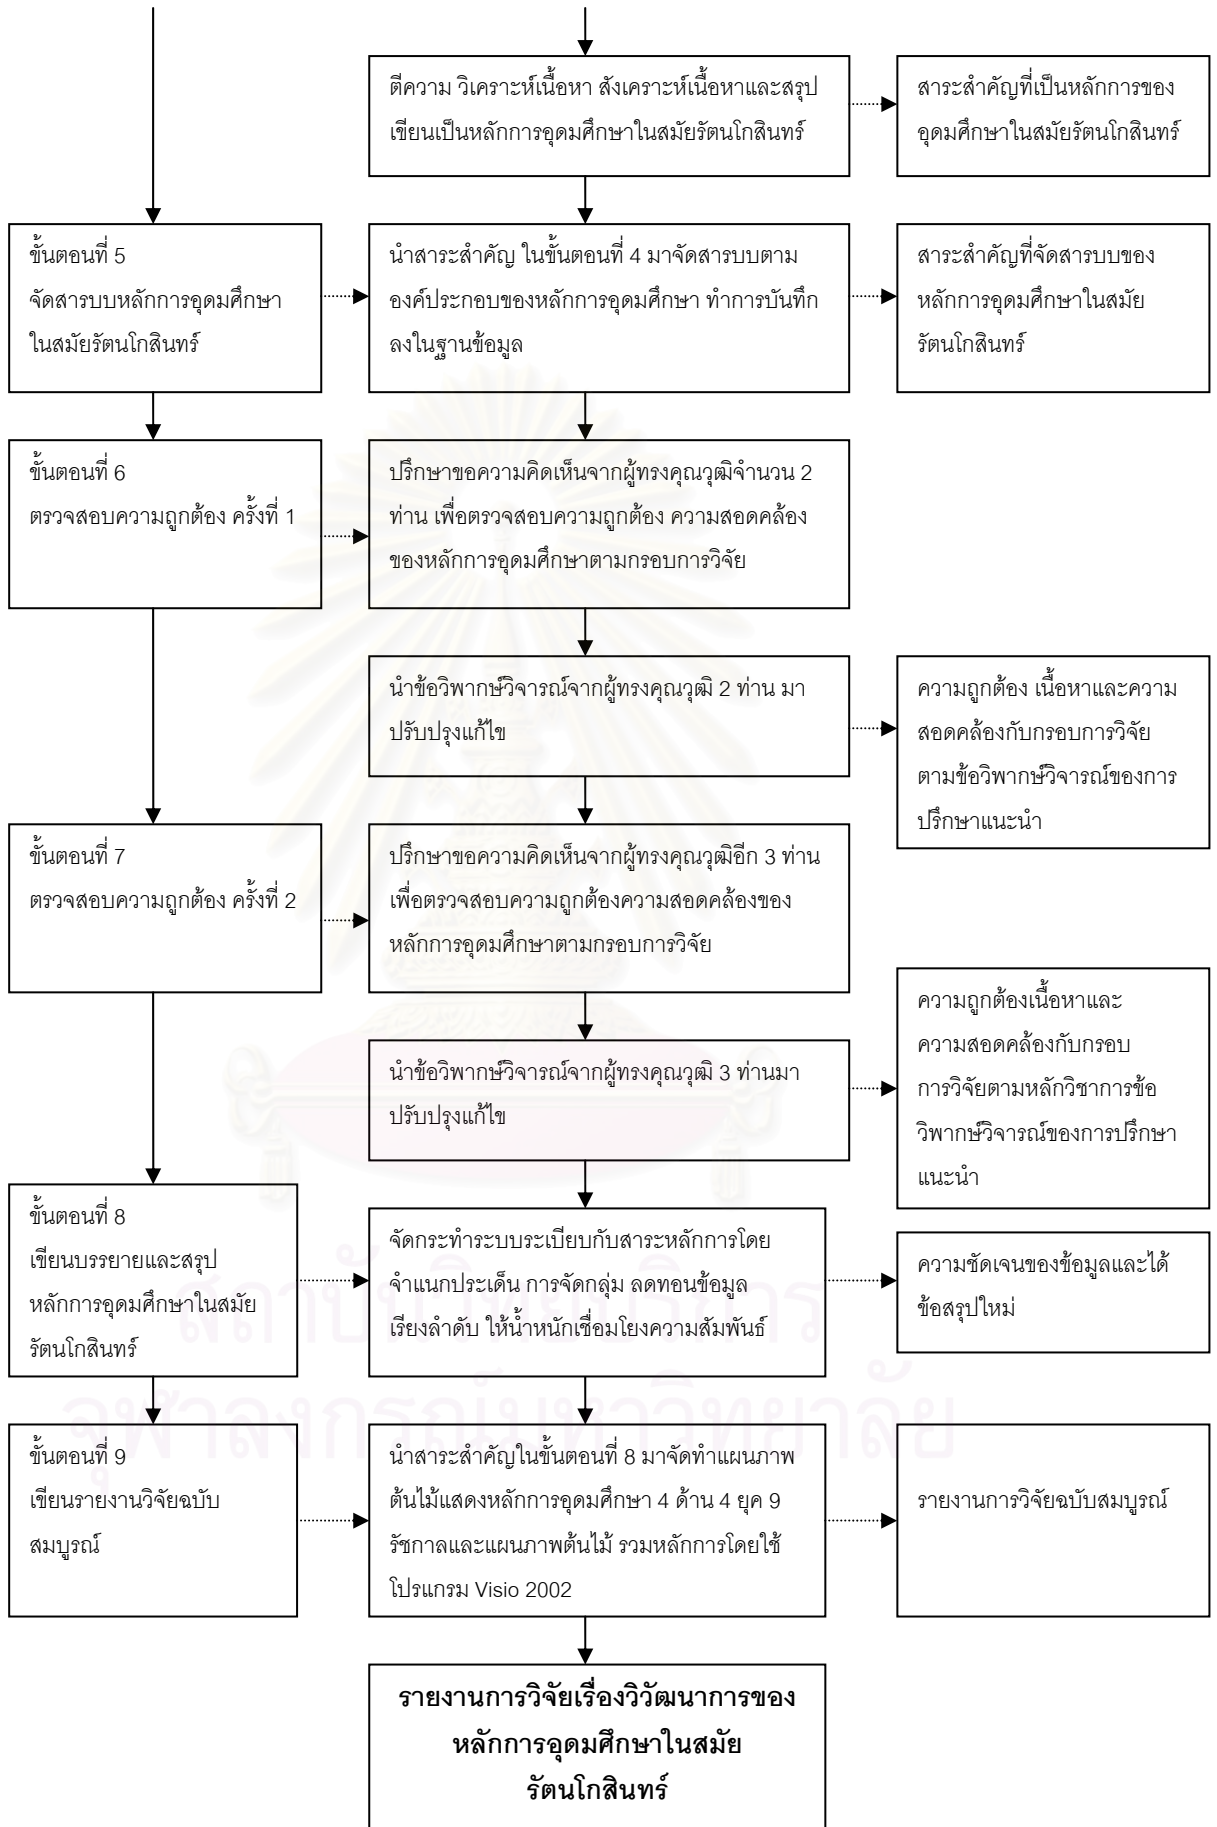 ตีความ วิเคราะห์เนื้อหา สังเคราะห์เนื้อหาและสรุป
เขียนเป็นหลักการอุดมศึกษาในสมัยรัตนโกสินทร์
สาระสำคัญที่เป็นหลักการของ
อุดมศึกษาในสมัยรัตนโกสินทร์
ขั้นตอนที่ 5
จัดสารบบหลักการอุดมศึกษา
ในสมัยรัตนโกสินทร์
นำสาระสำคัญ ในขั้นตอนที่ 4 มาจัดสารบบตาม
องค์ประกอบของหลักการอุดมศึกษา ทำการบันทึก
ลงในฐานข้อมูล
สาระสำคัญที่จัดสารบบของ
หลักการอุดมศึกษาในสมัย
รัตนโกสินทร์
ขั้นตอนที่ 6
ตรวจสอบความถูกต้อง ครั้งที่ 1
ปรึกษาขอความคิดเห็นจากผู้ทรงคุณวุฒิจำนวน 2
ท่าน เพื่อตรวจสอบความถูกต้อง ความสอดคล้อง
ของหลักการอุดมศึกษาตามกรอบการวิจัย
นำข้อวิพากษ์วิจารณ์จากผู้ทรงคุณวุฒิ 2 ท่าน มา
ปรับปรุงแก้ไข
ความถูกต้อง เนื้อหาและความ
สอดคล้องกับกรอบการวิจัย
ตามข้อวิพากษ์วิจารณ์ของการ
ปรึกษาแนะนำ
ขั้นตอนที่ 7
ตรวจสอบความถูกต้อง ครั้งที่ 2
ปรึกษาขอความคิดเห็นจากผู้ทรงคุณวุฒิอีก 3 ท่าน
เพื่อตรวจสอบความถูกต้องความสอดคล้องของ
หลักการอุดมศึกษาตามกรอบการวิจัย
นำข้อวิพากษ์วิจารณ์จากผู้ทรงคุณวุฒิ 3 ท่านมา
ปรับปรุงแก้ไข
ความถูกต้องเนื้อหาและ
ความสอดคล้องกับกรอบ
การวิจัยตามหลักวิชาการข้อ
วิพากษ์วิจารณ์ของการปรึกษา
แนะนำ
ขั้นตอนที่ 8
เขียนบรรยายและสรุป
หลักการอุดมศึกษาในสมัย
รัตนโกสินทร์
จัดกระทำระบบระเบียบกับสาระหลักการโดย
จำแนกประเด็น การจัดกลุ่ม ลดทอนข้อมูล
เรียงลำดับ ให้น้ำหนักเชื่อมโยงความสัมพันธ์
ความชัดเจนของข้อมูลและได้
ข้อสรุปใหม่
สถาบันวิทยบริการ
จุฬาลงกรณ์มหาวิทยาลัย
ขั้นตอนที่ 9
เขียนรายงานวิจัยฉบับ
สมบูรณ์
นำสาระสำคัญในขั้นตอนที่ 8 มาจัดทำแผนภาพ
ต้นไม้แสดงหลักการอุดมศึกษา 4 ด้าน 4 ยุค 9
รัชกาลและแผนภาพต้นไม้ รวมหลักการโดยใช้
โปรแกรม Visio 2002
รายงานการวิจัยฉบับสมบูรณ์
รายงานการวิจัยเรื่องวิวัฒนาการของ
หลักการอุดมศึกษาในสมัย
รัตนโกสินทร์